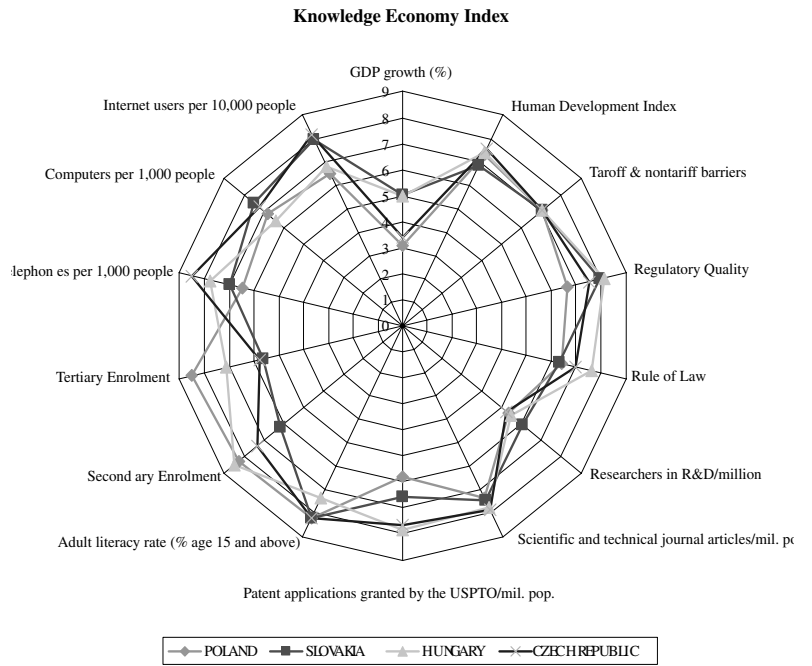 Knowledge Economy Index
GDP growth (%)
Internet users per 10,000 people
Human Development Index
Computers per 1,000 people
Taroff & nontariff barriers
elephon es per 1,000 people
Regulatory Quality
9
8
7
6
5
4
3
2
1
0
Tertiary Enrolment
Rule of Law
Second ary Enrolment
Researchers in R&D/million
Adult literacy rate (% age 15 and above)
Scientific and technical journal articles/mil. po
Patent applications granted by the USPTO/mil. pop.
POLAND SLOVAKIA HUNGARY CZECH REPUBLIC